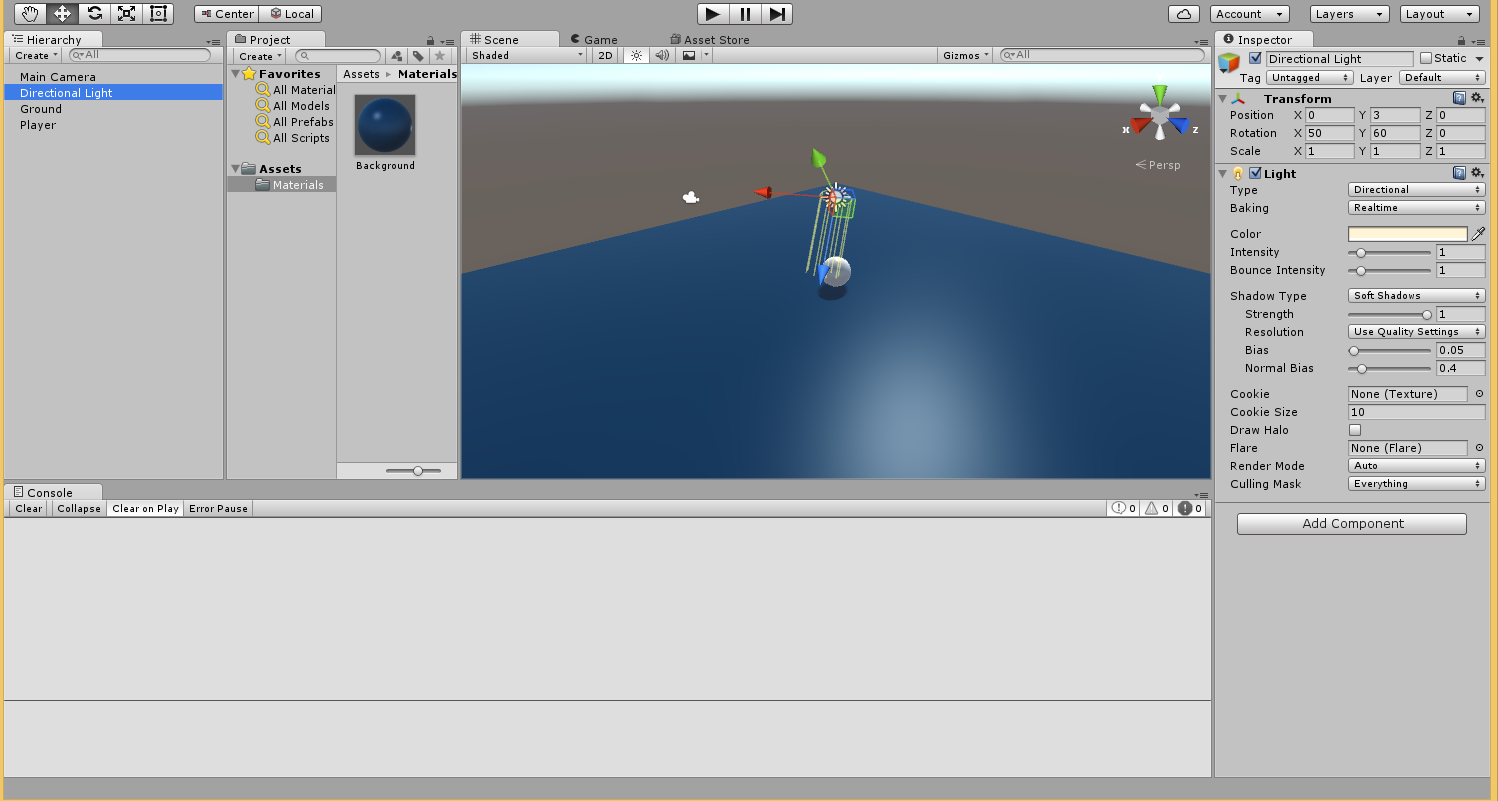 Center Local
Account Layers Layout
Hierarchy
Create All
Main Camera
Directional Light
Ground
Player
Project
Create
Favorites
All Material
All Models
All Prefabs
All Scripts
Assets
Materials
Assets Materials
Background
Scene Game Asset Store
Shaded 2D Gizmos All
x z
Persp
Inspector
Directional Light Static
Tag Untagged Layer Default
Transform
Position X 0 Y 3 Z 0
Rotation X 50 Y 60 Z 0
Scale X 1 Y 1 Z 1
Light
Type Directional
Baking Realtime
Color
Intensity 1
Bounce Intensity 1
Shadow Type Soft Shadows
Strength 1
Resolution Use Quality Settings
Bias 0.05
Normal Bias 0.4
Cookie None (Texture)
Cookie Size 10
Draw Halo
Flare None (Flare)
Render Mode Auto
Culling Mask Everything
Add Component
Console
Clear Collapse Clear on Play Error Pause 0 0 0